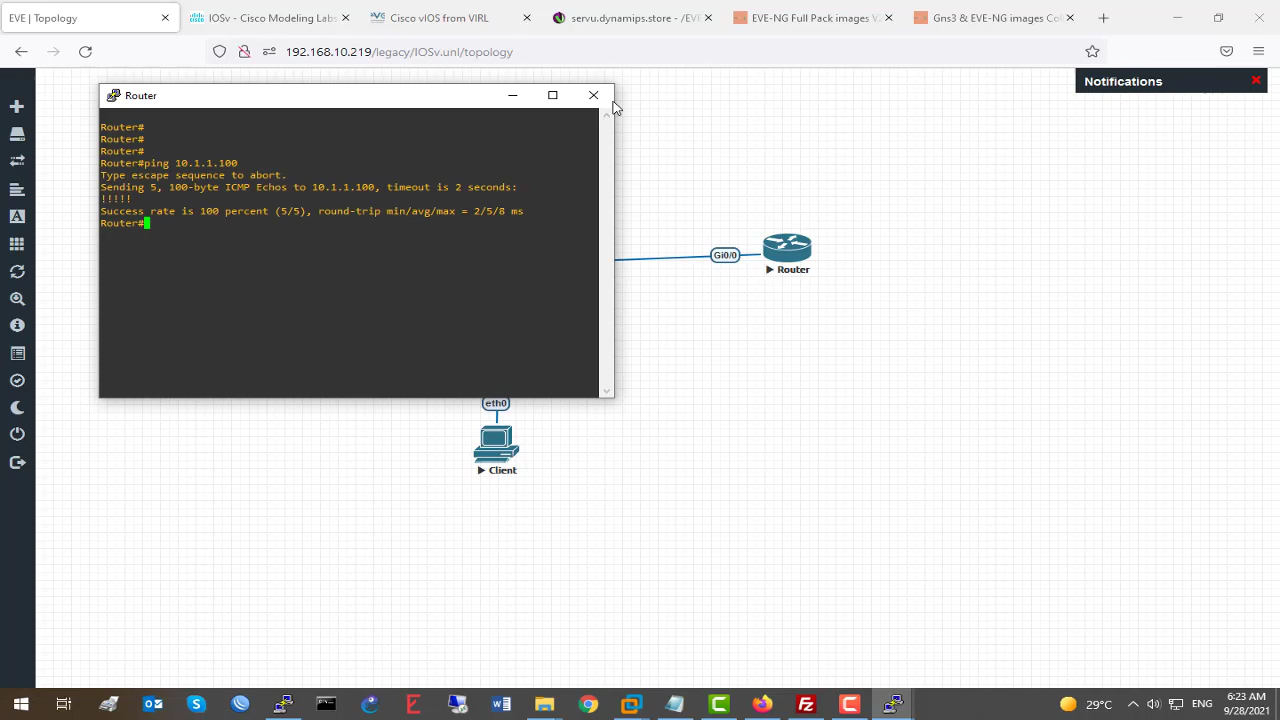 EVE | Topology
IOSv - Cisco Modeling Labs
Cisco vIOS from VIRL
servu.dynamips.store - /EVE
EVE-NG Full Pack images V2
Gns3 & EVE-NG images Col
192.168.10.219/legacy/IOSv.unl/topology
Notifications
Router
Router#
Router#
Router#
Router#ping 10.1.1.100
Type escape sequence to abort.
Sending 5, 100-byte ICMP Echos to 10.1.1.100, timeout is 2 seconds:
!!!!!
Success rate is 100 percent (5/5), round-trip min/avg/max = 2/5/8 ms
Router#
Gi0/0
Router
eth0
Client
29°C
ENG
6:23 AM
9/28/2021